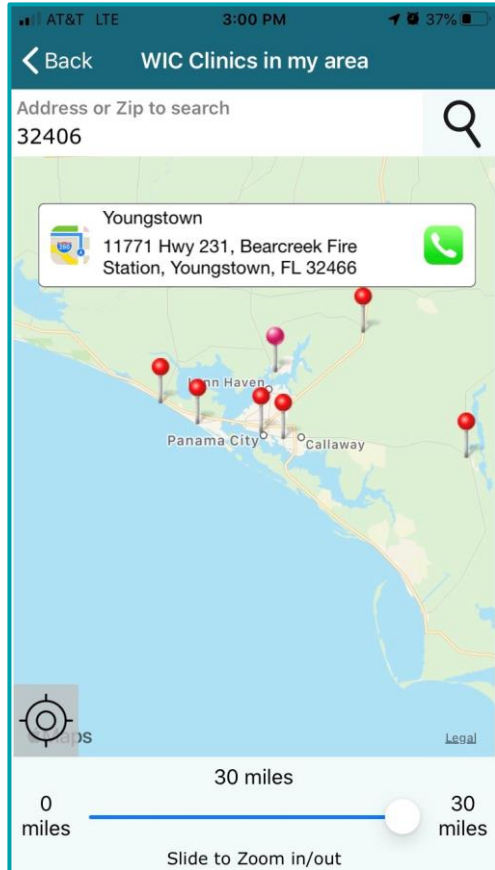 AT&T LTE 3:00 PM 37%
Back WIC Clinics in my area
Address or Zip to search
32406
Youngstown
11771 Hwy 231, Bearcreek Fire
Station, Youngstown, FL 32466
Haven
Panama City
Callaway
Legal
30 miles
0
miles
30
miles
Slide to Zoom in/out